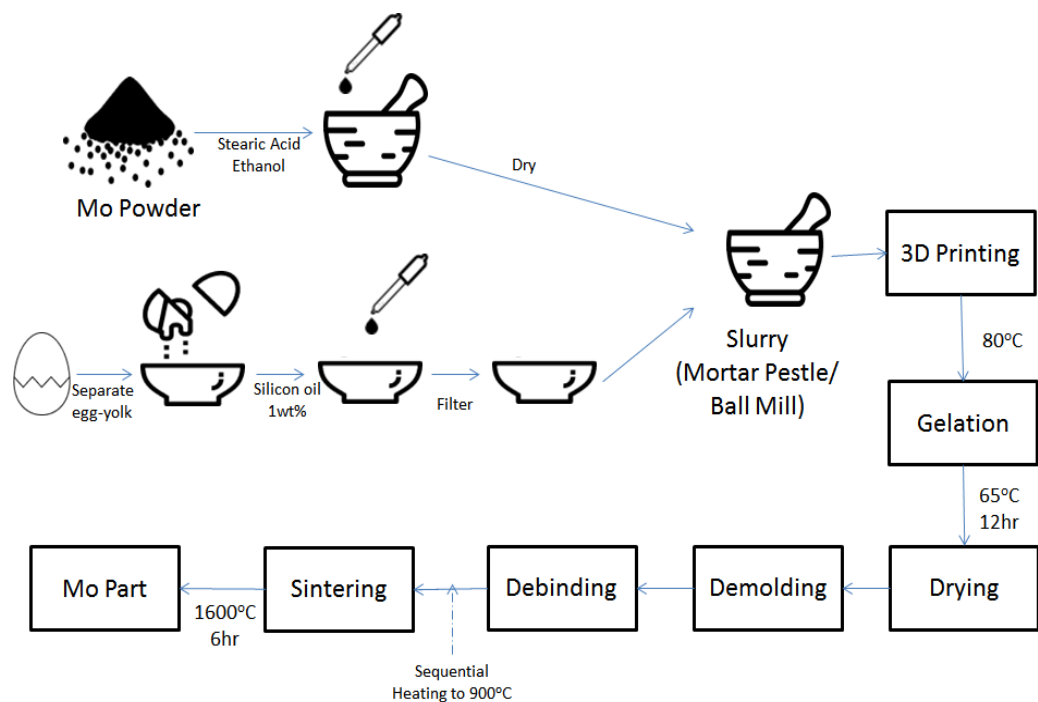 Stearic Acid
Ethanol
Mo Powder
Dry
3D Printing
Separate
egg-yolk
Silicon oil
1wt%
Filter
Slurry
(Mortar Pestle/
Ball Mill)
80°C
Gelation
65°C
12hr
Mo Part
Sintering
Debinding
Demolding
Drying
1600°C
6hr
Sequential
Heating to 900°C